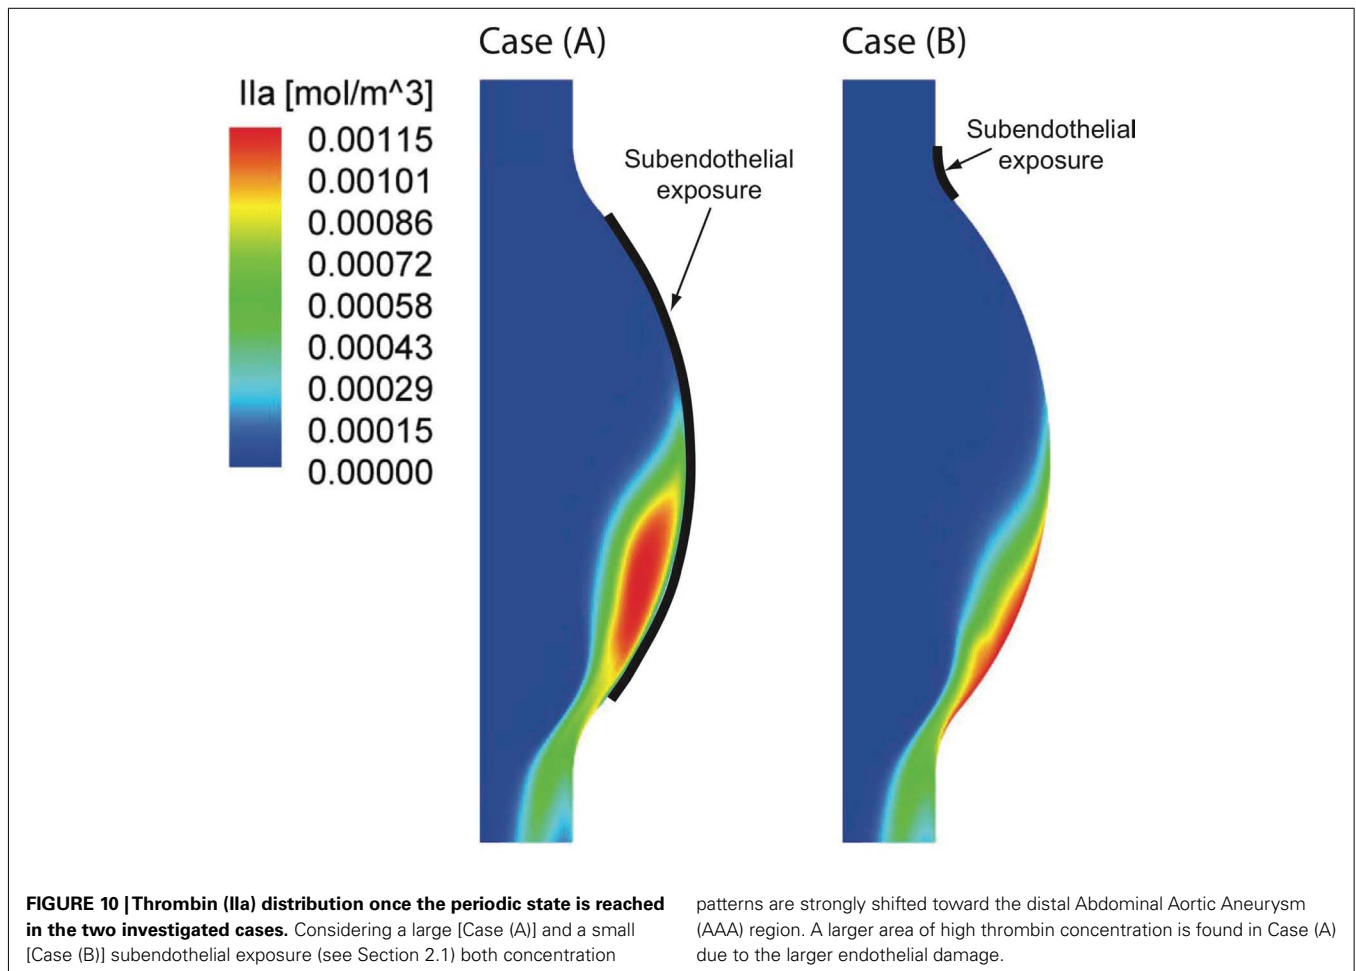 Case (A)
Case (B)
IIa [mol/m^3]
0.00115
0.00101
0.00086
0.00072
0.00058
0.00043
0.00029
0.00015
0.00000
Subendothelial
exposure
Subendothelial
exposure
FIGURE 10 | Thrombin (IIa) distribution once the periodic state is reached
in the two investigated cases. Considering a large [Case (A)] and a small
[Case (B)] subendothelial exposure (see Section 2.1) both concentration
patterns are strongly shifted toward the distal Abdominal Aortic Aneurysm
(AAA) region. A larger area of high thrombin concentration is found in Case (A)
due to the larger endothelial damage.